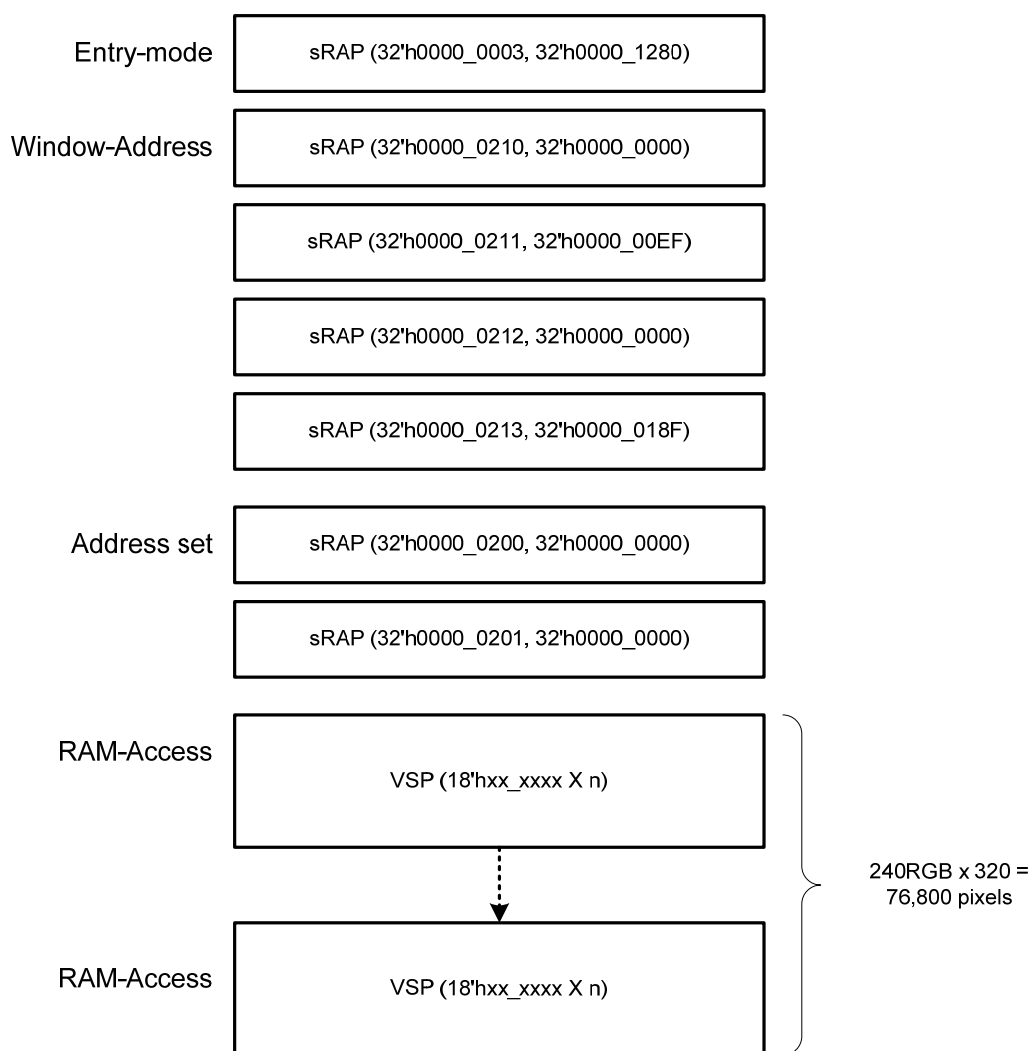 Entry-mode
sRAP (32'h0000_0003, 32'h0000_1280)
Window-Address
sRAP (32'h0000_0210, 32'h0000_0000)
sRAP (32'h0000_0211, 32'h0000_00EF)
sRAP (32'h0000_0212, 32'h0000_0000)
sRAP (32'h0000_0213, 32'h0000_018F)
Address set
sRAP (32'h0000_0200, 32'h0000_0000)
sRAP (32'h0000_0201, 32'h0000_0000)
RAM-Access
VSP (18'hxx_xxxx X n)
240RGB x 320 =
76,800 pixels
RAM-Access
VSP (18'hxx_xxxx X n)